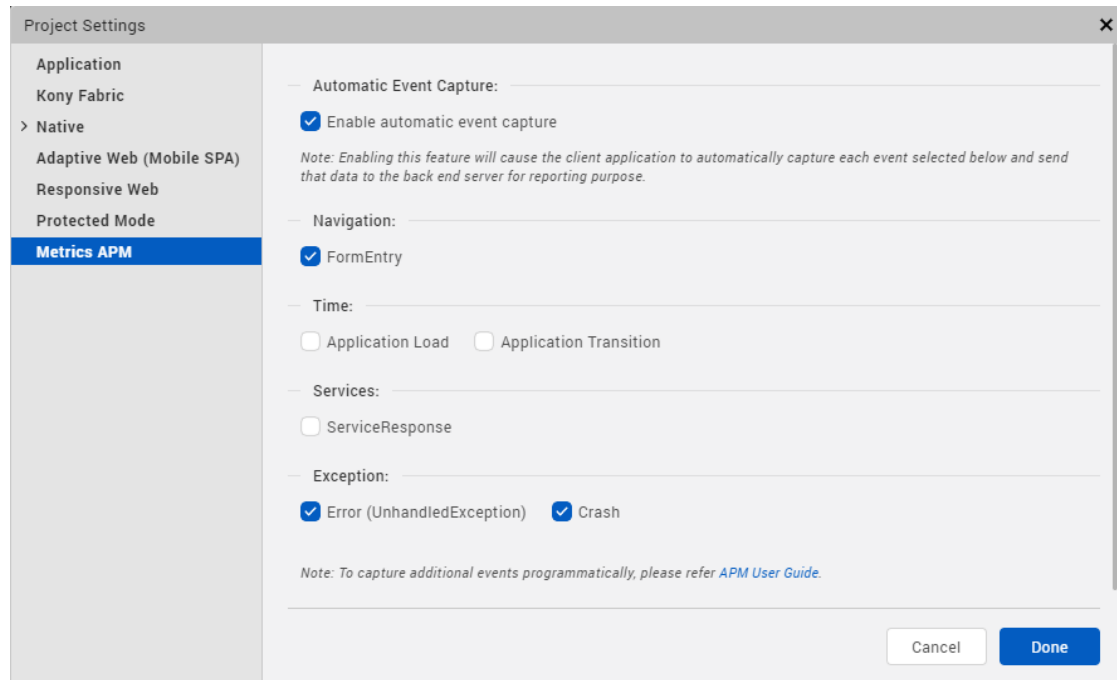 Project Settings
Application
Kony Fabric
Native
Adaptive Web (Mobile SPA)
Responsive Web
Protected Mode
Metrics APM
Automatic Event Capture:
Enable automatic event capture
Note: Enabling this feature will cause the client application to automatically capture each event selected below and send
that data to the back end server for reporting purpose.
Navigation:
FormEntry
Time:
Application Load Application Transition
Services:
ServiceResponse
Exception:
Error (UnhandledException) Crash
Note: To capture additional events programmatically, please refer APM User Guide.
Cancel Done